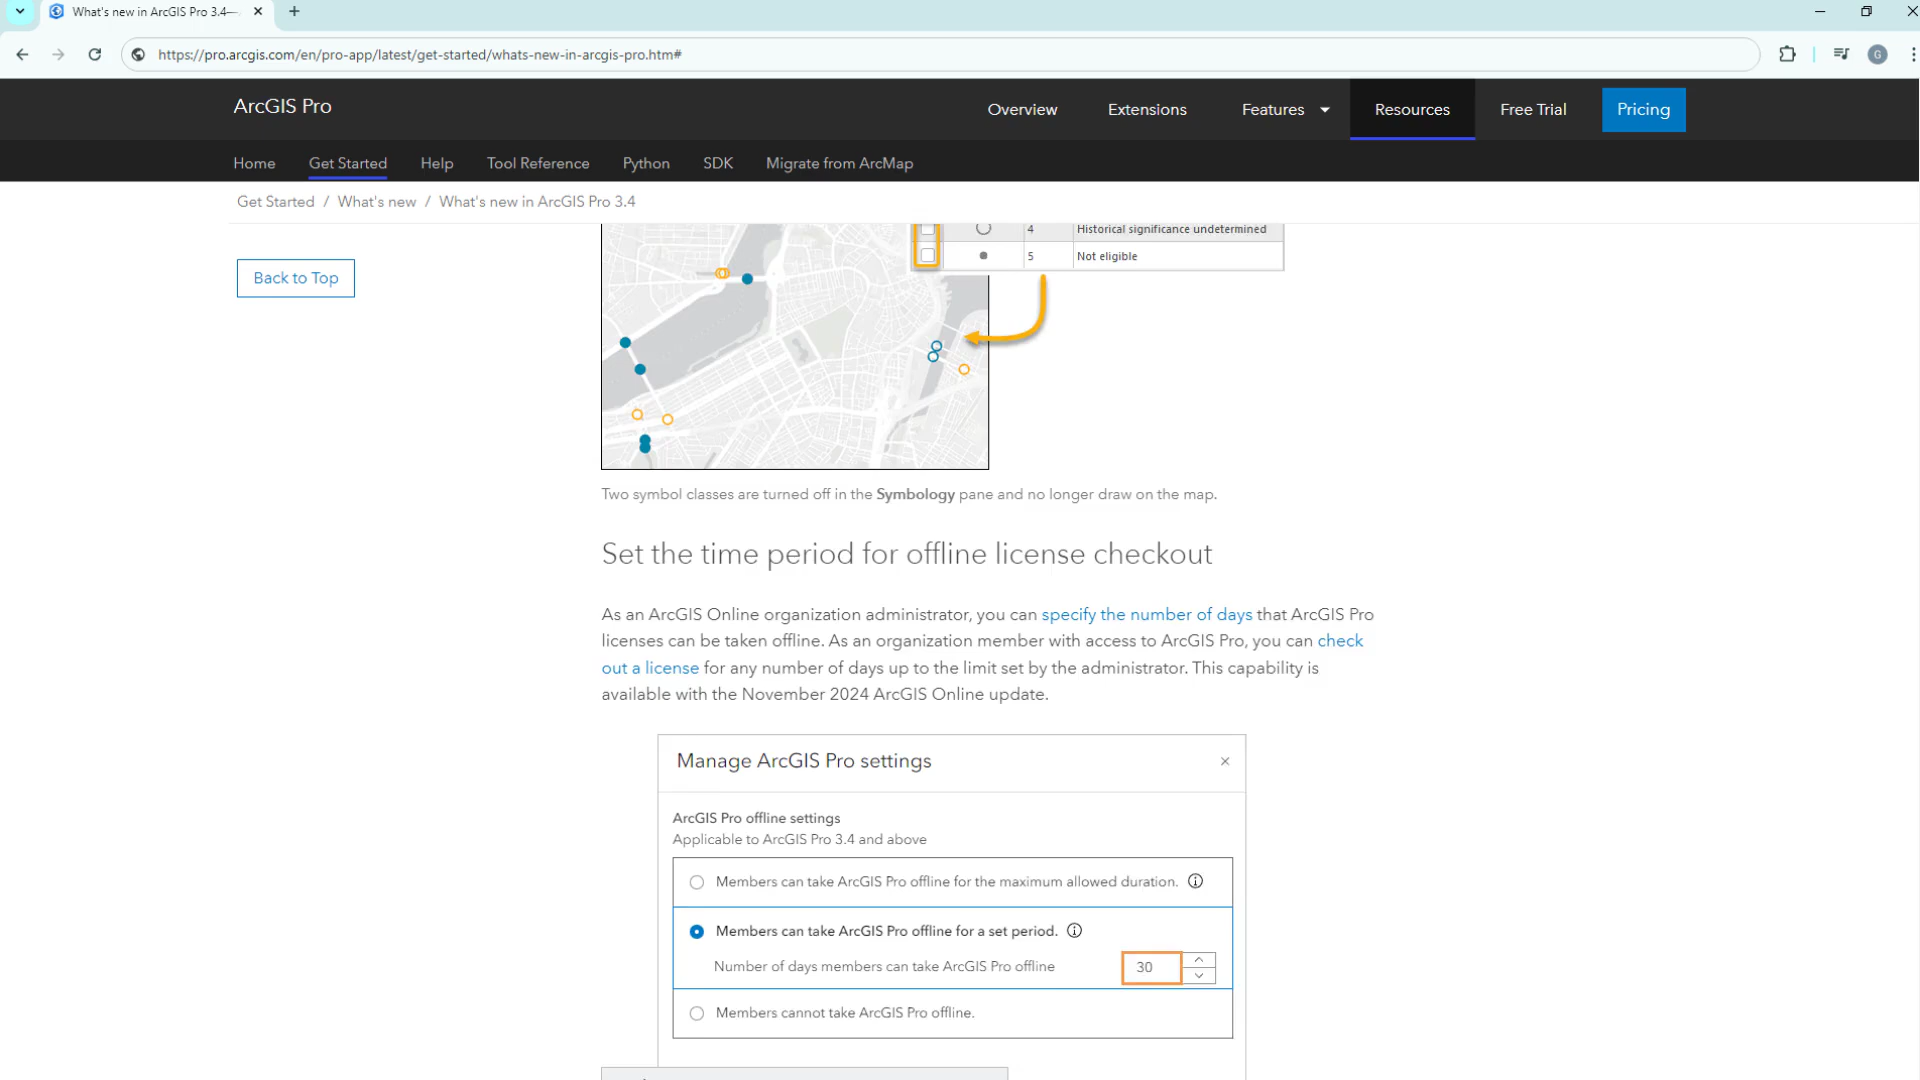 What's new in ArcGIS Pro 3.4—
https://pro.arcgis.com/en/pro-app/latest/get-started/whats-new-in-arcgis-pro.htm#
G
ArcGIS Pro
Overview
Extensions
Features
Resources
Free Trial
Pricing
Home
Get Started
Help
Tool Reference
Python
SDK
Migrate from ArcMap
Get Started / What's new / What's new in ArcGIS Pro 3.4
Back to Top
4 Historical significance undetermined
5 Not eligible
Two symbol classes are turned off in the Symbology pane and no longer draw on the map.
Set the time period for offline license checkout
As an ArcGIS Online organization administrator, you can specify the number of days that ArcGIS Pro
licenses can be taken offline. As an organization member with access to ArcGIS Pro, you can check
out a license for any number of days up to the limit set by the administrator. This capability is
available with the November 2024 ArcGIS Online update.
Manage ArcGIS Pro settings
ArcGIS Pro offline settings
Applicable to ArcGIS Pro 3.4 and above
Members can take ArcGIS Pro offline for the maximum allowed duration.
Members can take ArcGIS Pro offline for a set period.
Number of days members can take ArcGIS Pro offline 30
Members cannot take ArcGIS Pro offline.